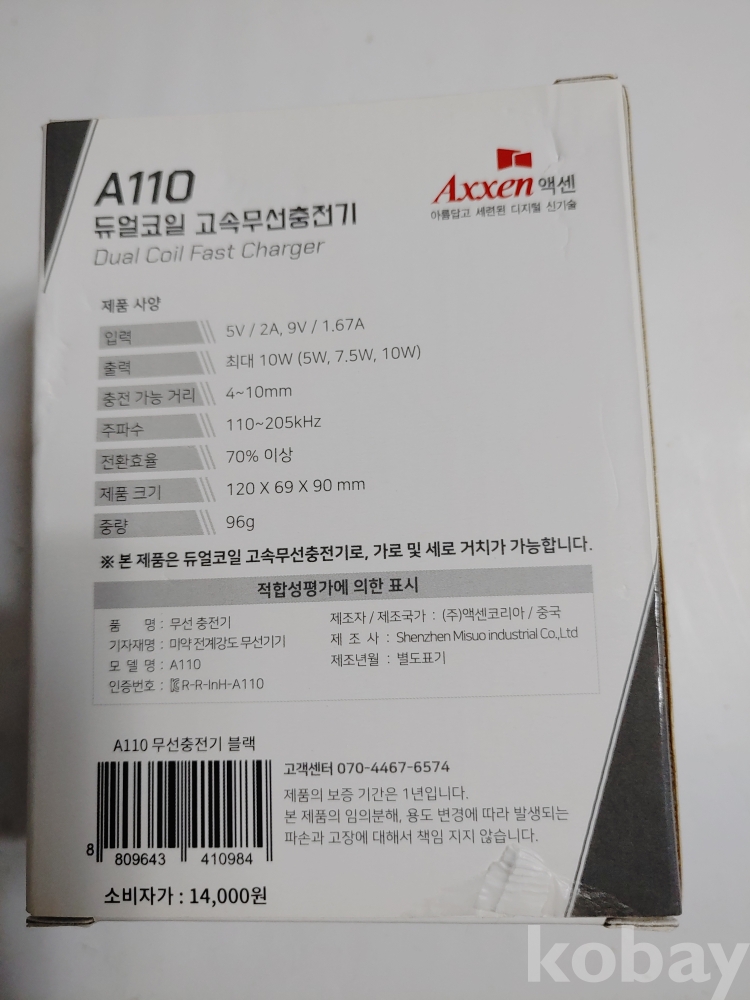 A110
듀얼코일 고속무선충전기
Dual Coil Fast Charger
Axxen 액센
아름답고 세련된 디지털 신기술
제품 사양
입력 5V / 2A, 9V / 1.67A
출력 최대 10W (5W, 7.5W, 10W)
충전 가능 거리 4~10mm
주파수 110~205kHz
전환효율 70% 이상
제품 크기 120 X 69 X 90 mm
중량 96g
※ 본 제품은 듀얼코일 고속무선충전기로, 가로 및 세로 거치가 가능합니다.
적합성평가에 의한 표시
품 명 : 무선 충전기
기자재명 : 미약 전계강도 무선기기
모 델 명 : A110
인증번호 : R-R-InH-A110
제조자 / 제조국가 : (주)액센코리아 / 중국
제 조 사 : Shenzhen Misuo industrial Co.,Ltd
제조년월 : 별도표기
A110 무선충전기 블랙
8 809643 410984
소비자가 : 14,000원
고객센터 070-4467-6574
제품의 보증 기간은 1년입니다.
본 제품의 임의분해, 용도 변경에 따라 발생되는
파손과 고장에 대해서 책임 지지 않습니다.
kobay